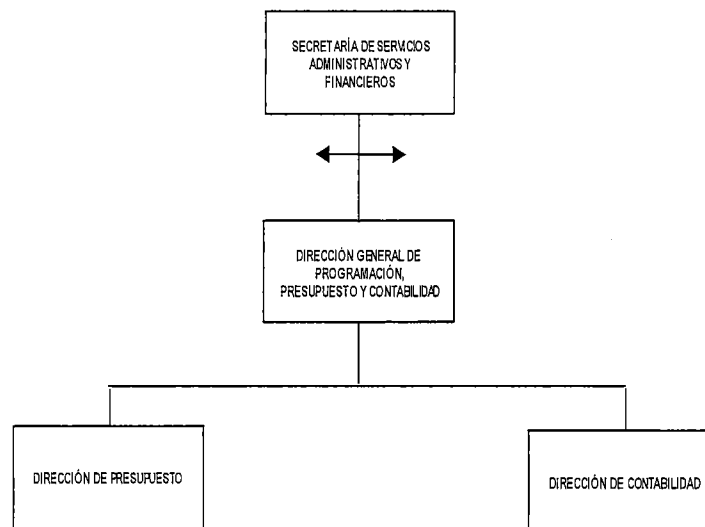 SECRETARÍA DE SERVICIOS
ADMINISTRATIVOS Y
FINANCIEROS
DIRECCIÓN GENERAL DE
PROGRAMACIÓN,
PRESUPUESTO Y CONTABILIDAD
DIRECCIÓN DE PRESUPUESTO
DIRECCIÓN DE CONTABILIDAD